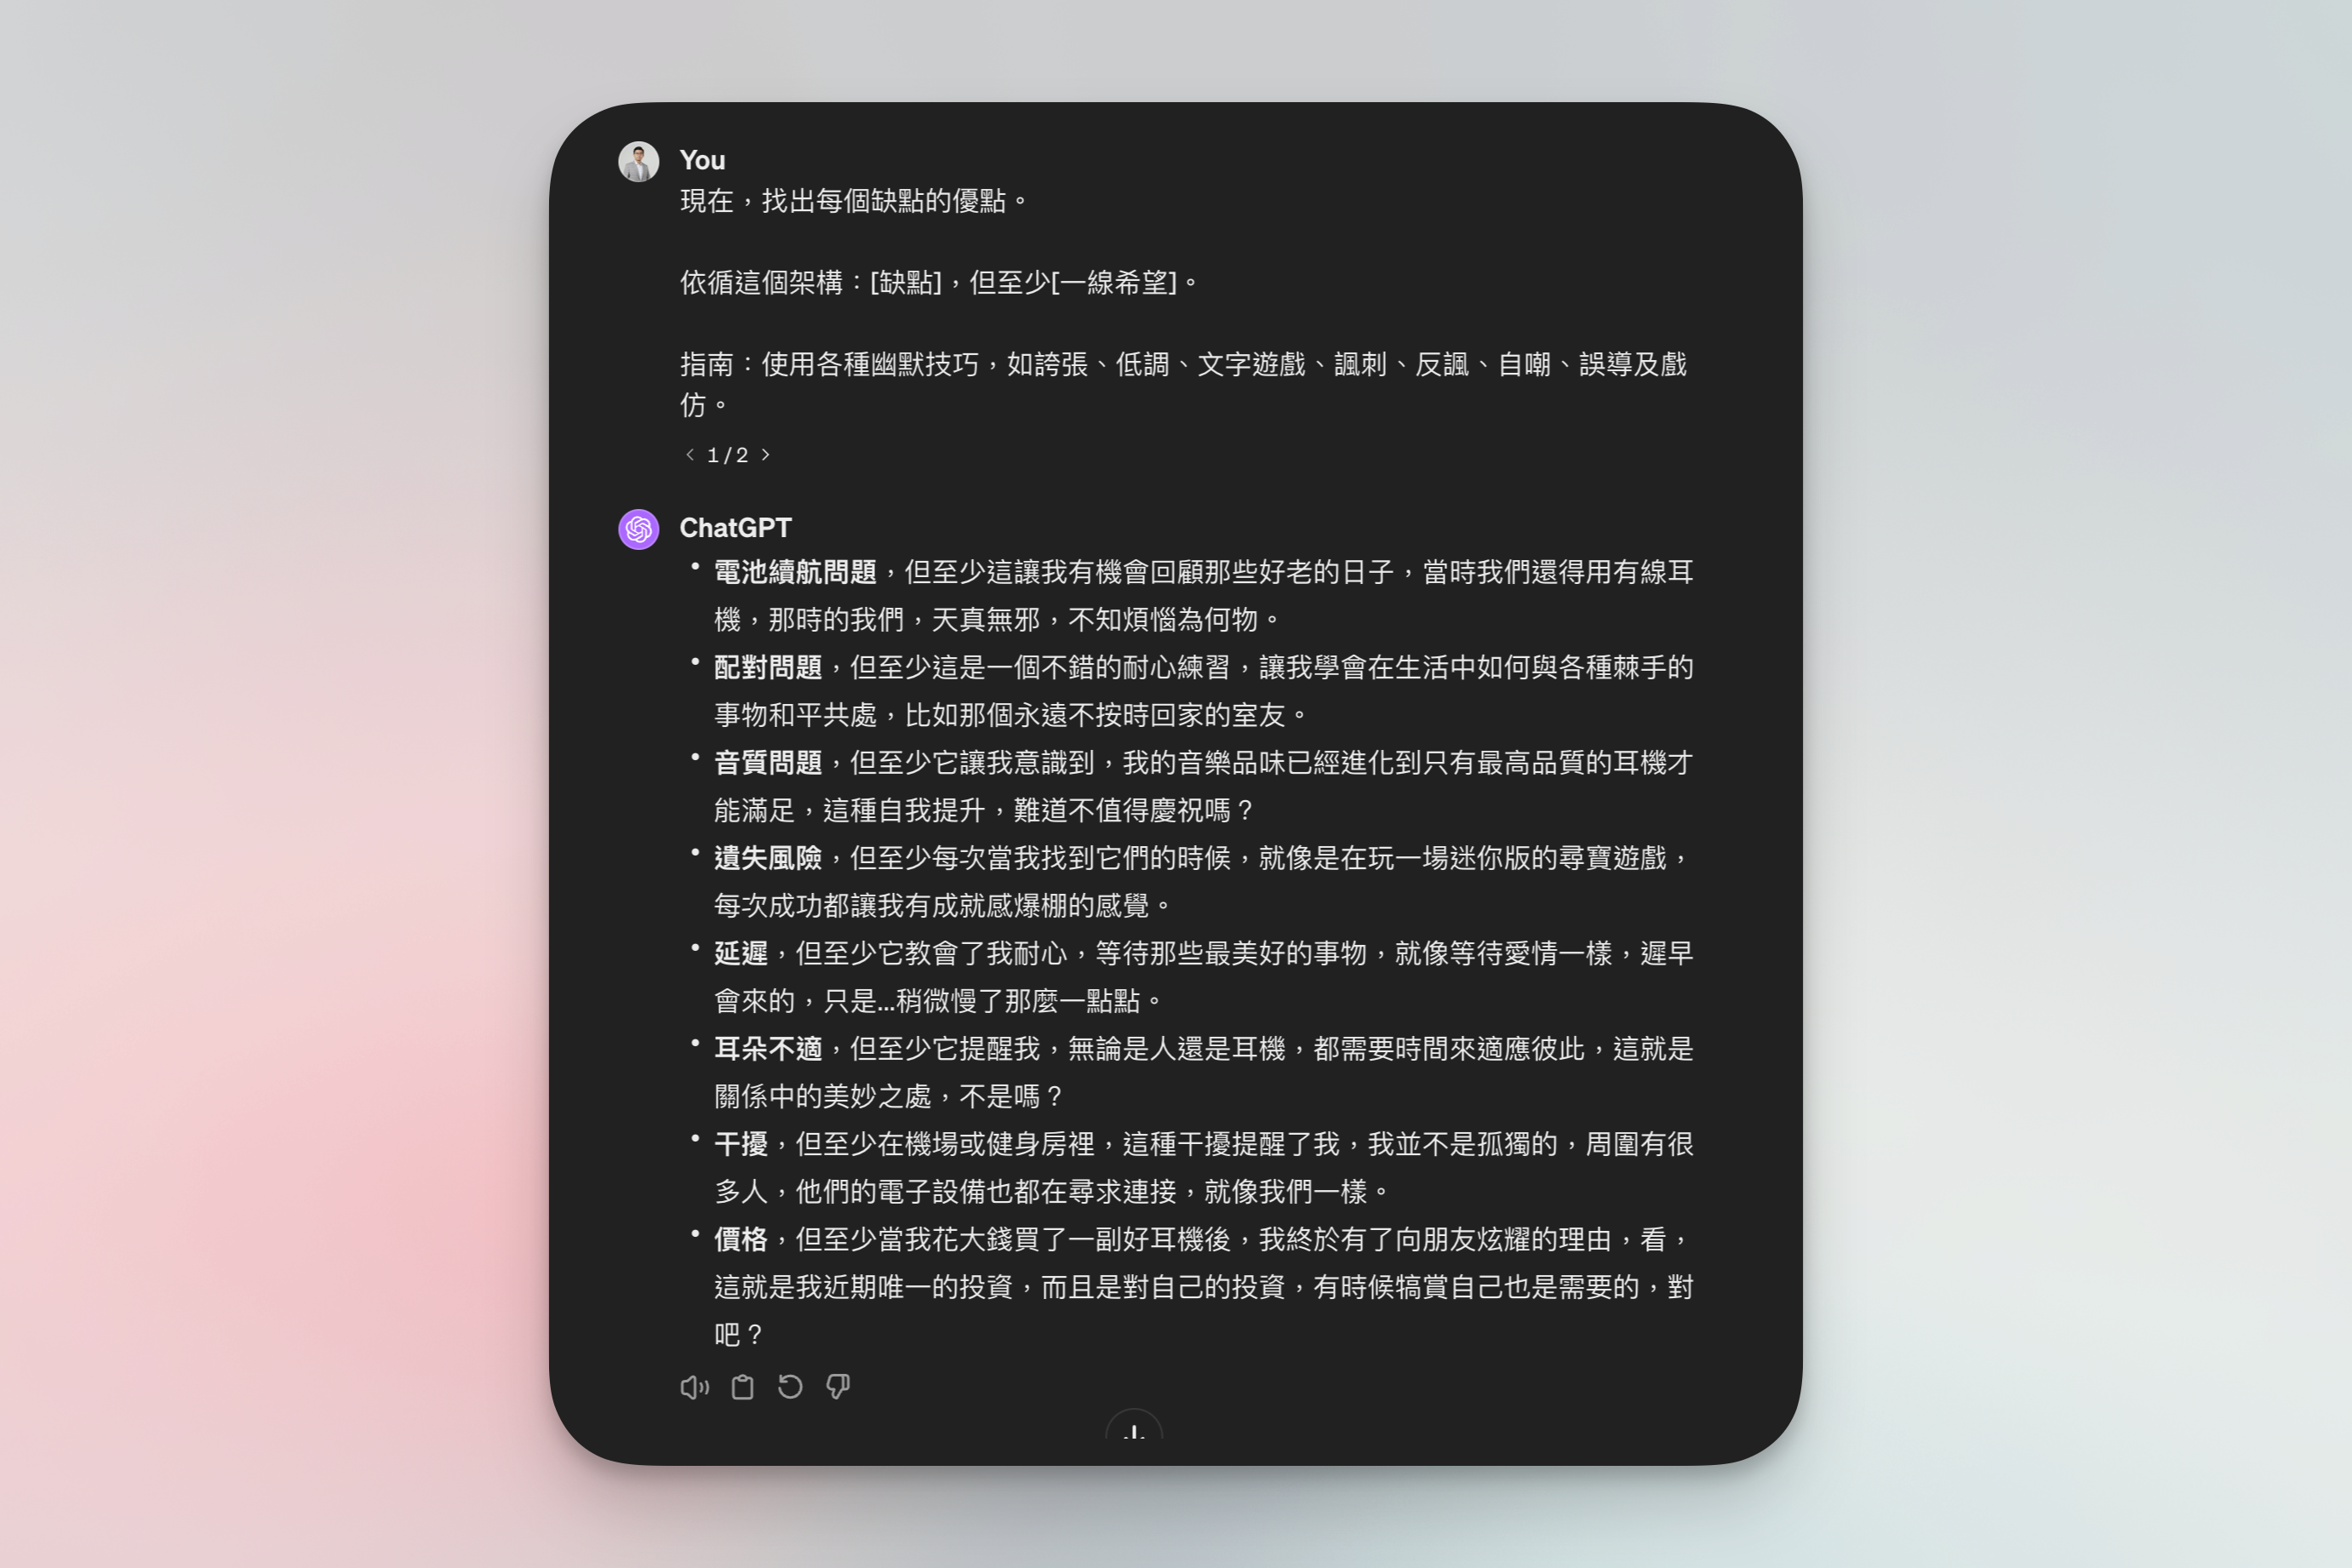 You
現在，找出每個缺點的優點。
依循這個架構：[缺點]，但至少[一線希望]。
指南：使用各種幽默技巧，如誇張、低調、文字遊戲、諷刺、反諷、自嘲、誤導及戲
仿。
1/2
ChatGPT
• 電池續航問題，但至少這讓我有機會回顧那些好老的日子，當時我們還得用有線耳
機，那時的我們，天真無邪，不知煩惱為何物。
• 配對問題，但至少這是一個不錯的耐心練習，讓我學會在生活中如何與各種棘手的
事物和平共處，比如那個永遠不按時回家的室友。
• 音質問題，但至少它讓我意識到，我的音樂品味已經進化到只有最高品質的耳機才
能滿足，這種自我提升，難道不值得慶祝嗎？
• 遺失風險，但至少每次當我找到它們的時候，就像是在玩一場迷你版的尋寶遊戲，
每次成功都讓我有成就感爆棚的感覺。
• 延遲，但至少它教會了我耐心，等待那些最美好的事物，就像等待愛情一樣，遲早
會來的，只是...稍微慢了那麼一點點。
• 耳朵不適，但至少它提醒我，無論是人還是耳機，都需要時間來適應彼此，這就是
關係中的美妙之處，不是嗎？
• 干擾，但至少在機場或健身房裡，這種干擾提醒了我，我並不是孤獨的，周圍有很
多人，他們的電子設備也都在尋求連接，就像我們一樣。
• 價格，但至少當我花大錢買了一副好耳機後，我終於有了向朋友炫耀的理由，看，
這就是我近期唯一的投資，而且是對自己的投資，有時候犒賞自己也是需要的，對
吧？